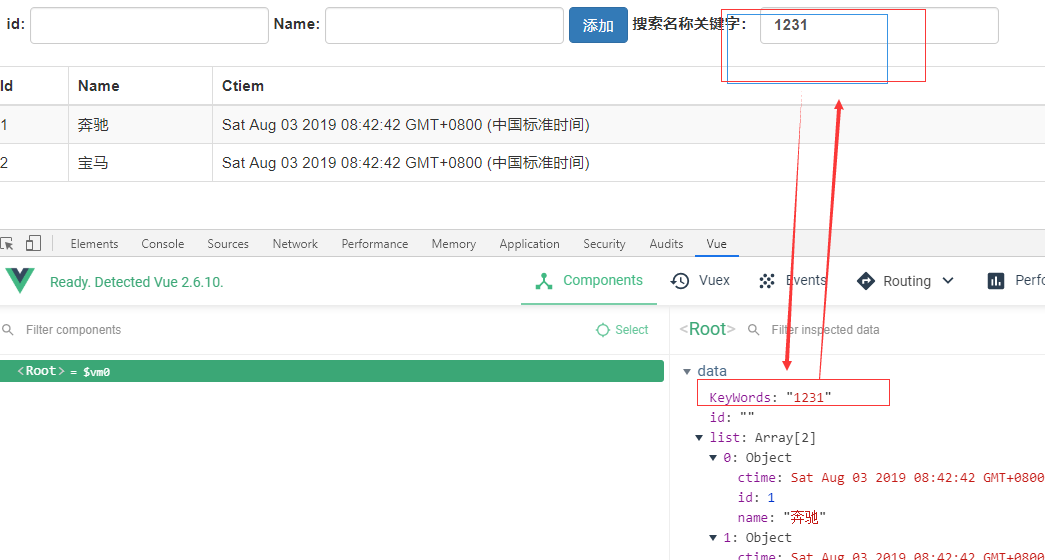 id: Name: 添加 搜索名称关键字: 1231
Id Name Ctiem
1 奔驰 Sat Aug 03 2019 08:42:42 GMT+0800 (中国标准时间)
2 宝马 Sat Aug 03 2019 08:42:42 GMT+0800 (中国标准时间)
Elements Console Sources Network Performance Memory Application Security Audits Vue
Ready. Detected Vue 2.6.10. Components Vuex Events Routing
Filter components Select <Root> Filter inspected data
<Root> = $vm0
data
KeyWords: "1231"
id: ""
list: Array[2]
0: Object
ctime: Sat Aug 03 2019 08:42:42 GMT+0800
id: 1
name: "奔驰"
1: Object
ctime: Sat Aug 03 2019 08:42:42 GMT+0800